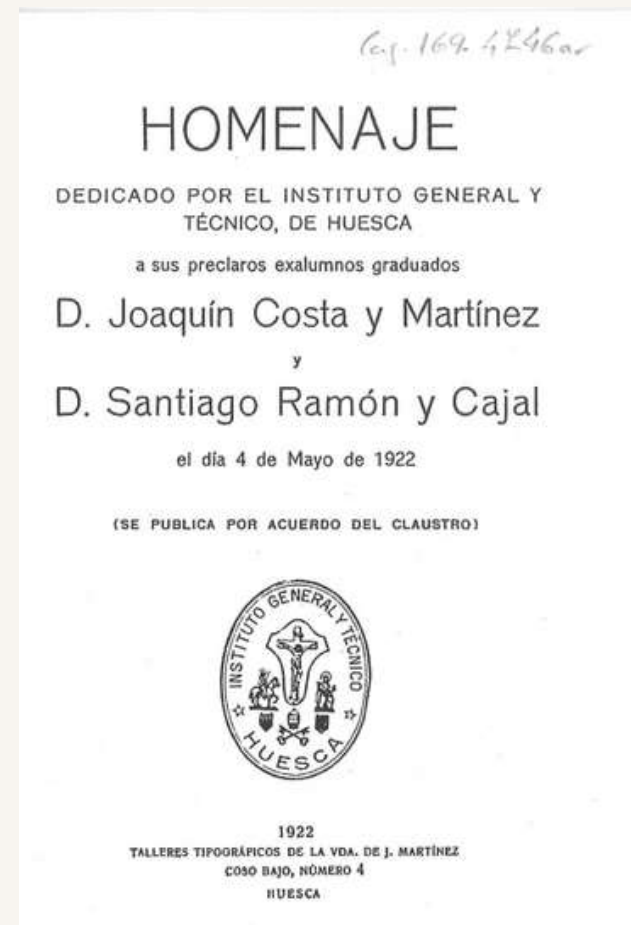 HOMENAJE
DEDICADO POR EL INSTITUTO GENERAL Y
TÉCNICO, DE HUESCA
a sus preclaros exalumnos graduados
D. Joaquín Costa y Martínez
y
D. Santiago Ramón y Cajal
el día 4 de Mayo de 1922
(SE PUBLICA POR ACUERDO DEL CLAUSTRO)
INSTITUTO GENERAL Y TÉCNICO
HUESCA
1922
TALLERES TIPOGRÁFICOS DE LA VDA. DE J. MARTÍNEZ
COSO BAJO, NÚMERO 4
HUESCA